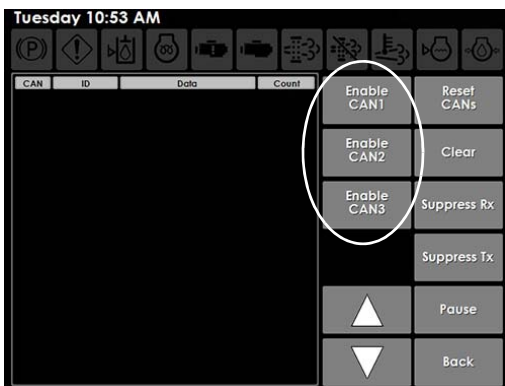 Tuesday 10:53 AM
(P)
CAN ID Data Count
Enable
CAN1
Reset
CANs
Enable
CAN2
Clear
Enable
CAN3
Suppress Rx
Suppress Tx
Pause
Back